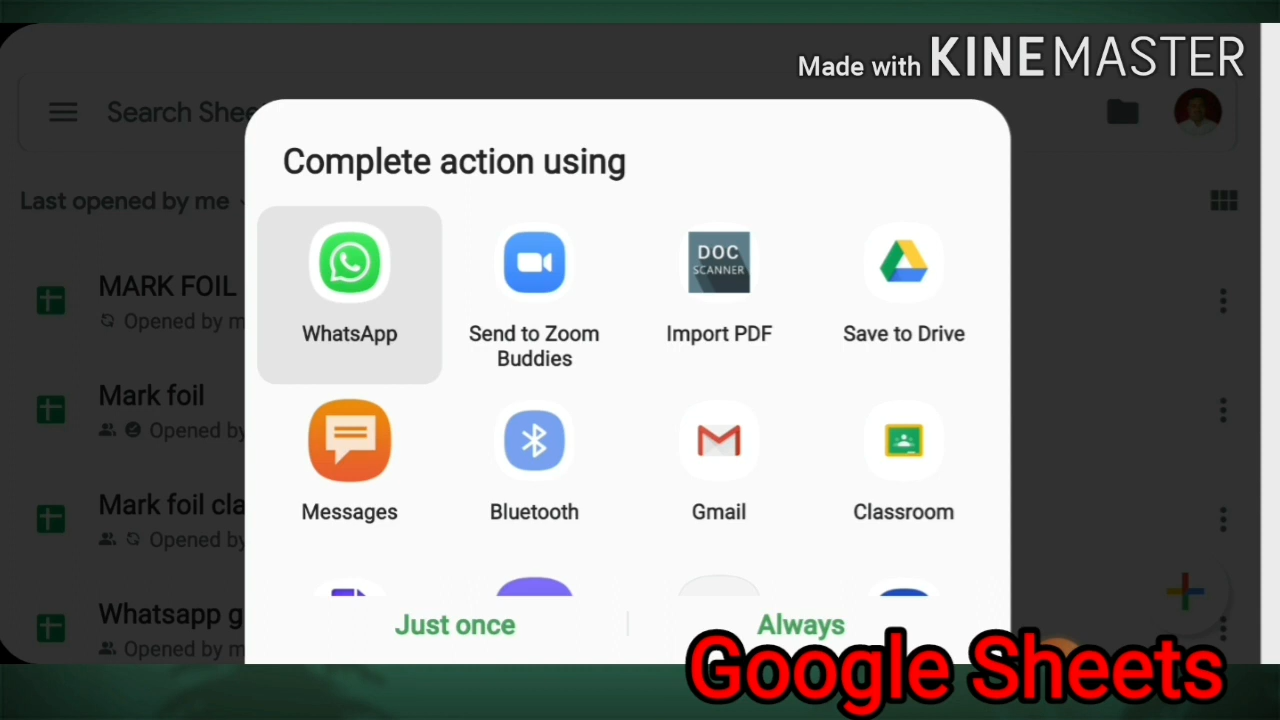 Made with KINEMASTER
Search Shee
Complete action using
Last opened by me
WhatsApp
Send to Zoom
Buddies
DOC
SCANNER
Import PDF
Save to Drive
MARK FOIL
Opened by m
Mark foil
Opened by
Messages
Bluetooth
Gmail
Classroom
Mark foil cla
Opened by
Whatsapp g
Opened by m
Just once
Always
Google Sheets